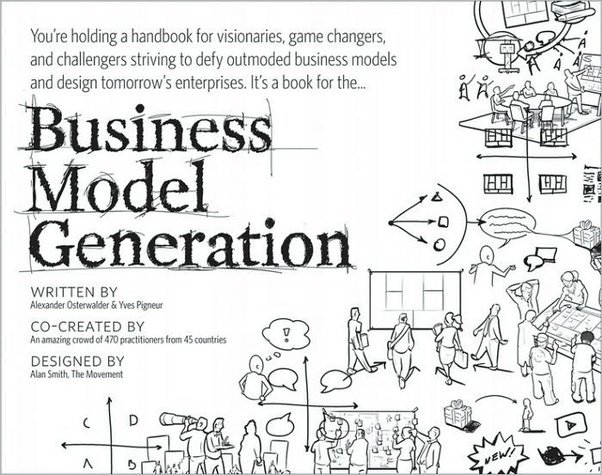 You're holding a handbook for visionaries, game changers,
and challengers striving to defy outmoded business models
and design tomorrow's enterprises. It's a book for the...
Business
Model
Generation
WRITTEN BY
Alexander Osterwalder & Yves Pigneur
CO-CREATED BY
An amazing crowd of 470 practitioners from 45 countries
DESIGNED BY
Alan Smith, The Movement
C D
A B
NEW!